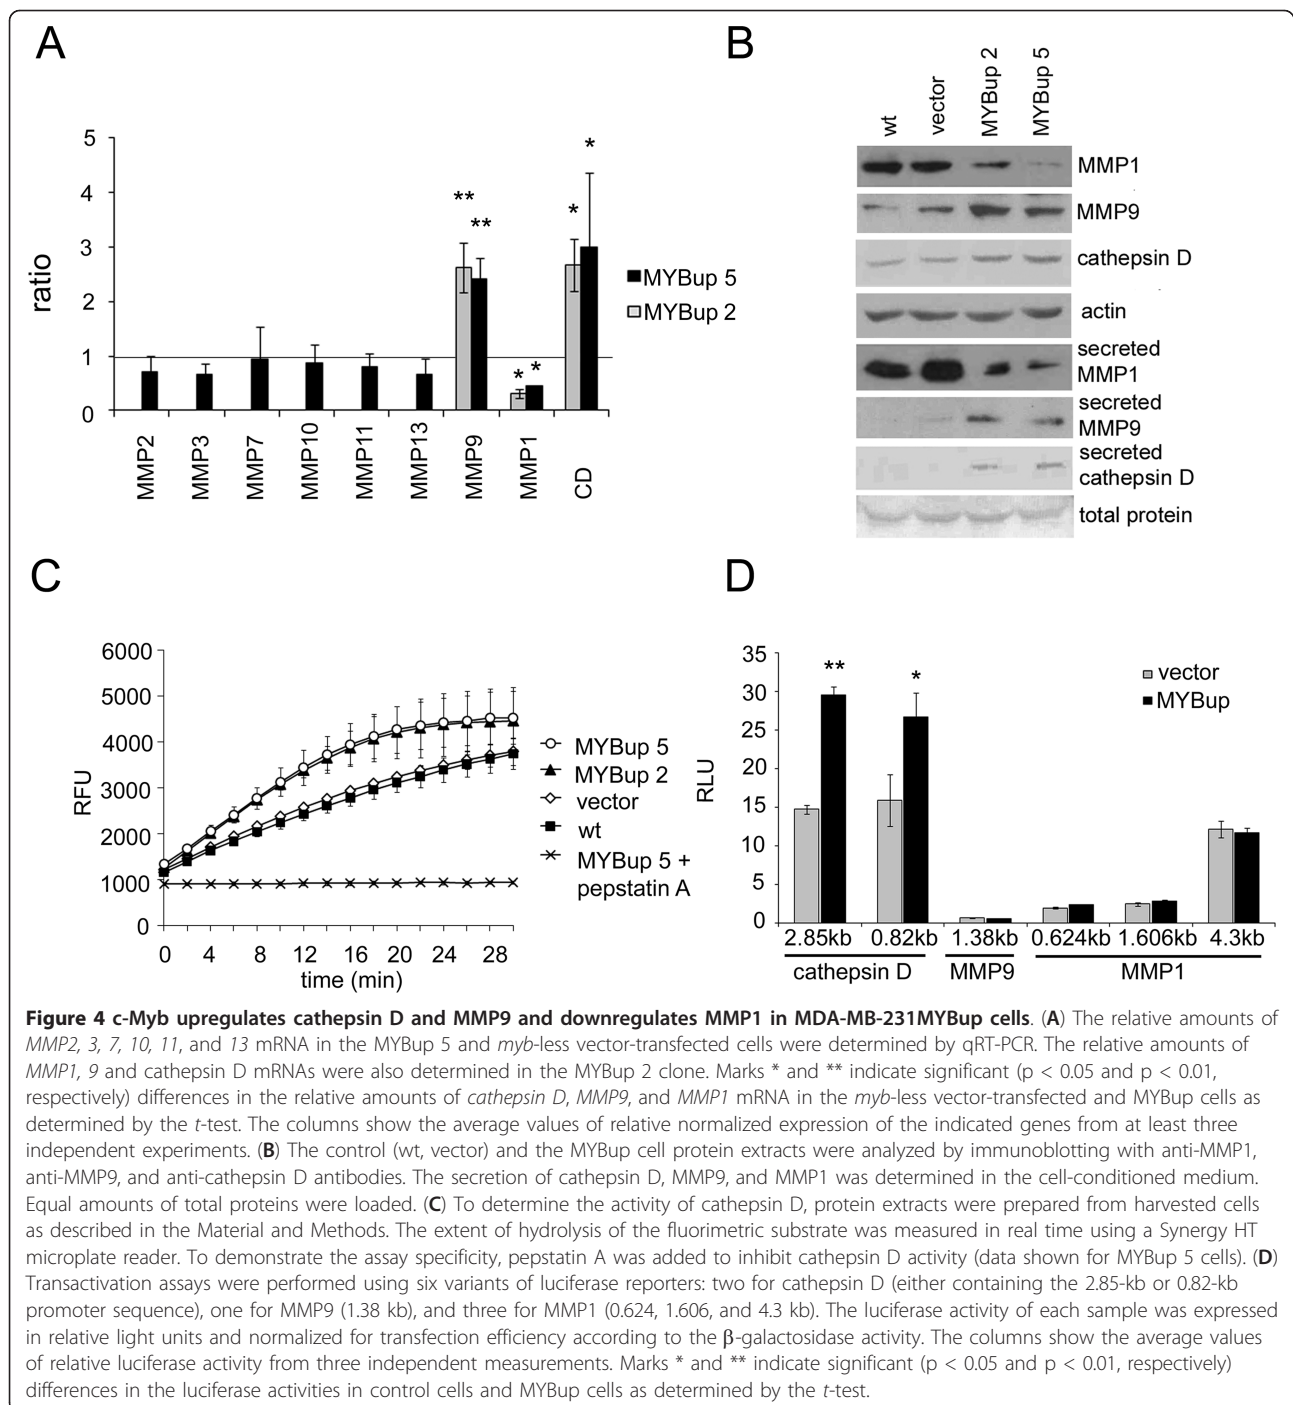 A
ratio
5
4
3
2
1
0
**
**
*
*
*
*
MYBup 5
MYBup 2
MMP2
MMP3
MMP7
MMP10
MMP11
MMP13
MMP9
MMP1
CD
B
wt
vector
MYBup 2
MYBup 5
MMP1
MMP9
cathepsin D
actin
secreted
MMP1
secreted
MMP9
secreted
cathepsin D
total protein
C
RFU
6000
5000
4000
3000
2000
1000
0
0 4 8 12 16 20 24 28
time (min)
MYBup 5
MYBup 2
vector
wt
MYBup 5 +
pepstatin A
D
RLU
35
30
25
20
15
10
5
0
**
*
vector
MYBup
2.85kb 0.82kb 1.38kb 0.624kb 1.606kb 4.3kb
cathepsin D MMP9 MMP1
Figure 4 c-Myb upregulates cathepsin D and MMP9 and downregulates MMP1 in MDA-MB-231MYBup cells. (A) The relative amounts of
MMP2, 3, 7, 10, 11, and 13 mRNA in the MYBup 5 and myb-less vector-transfected cells were determined by qRT-PCR. The relative amounts of
MMP1, 9 and cathepsin D mRNAs were also determined in the MYBup 2 clone. Marks * and ** indicate significant (p < 0.05 and p < 0.01,
respectively) differences in the relative amounts of cathepsin D, MMP9, and MMP1 mRNA in the myb-less vector-transfected and MYBup cells as
determined by the t-test. The columns show the average values of relative normalized expression of the indicated genes from at least three
independent experiments. (B) The control (wt, vector) and the MYBup cell protein extracts were analyzed by immunoblotting with anti-MMP1,
anti-MMP9, and anti-cathepsin D antibodies. The secretion of cathepsin D, MMP9, and MMP1 was determined in the cell-conditioned medium.
Equal amounts of total proteins were loaded. (C) To determine the activity of cathepsin D, protein extracts were prepared from harvested cells
as described in the Material and Methods. The extent of hydrolysis of the fluorimetric substrate was measured in real time using a Synergy HT
microplate reader. To demonstrate the assay specificity, pepstatin A was added to inhibit cathepsin D activity (data shown for MYBup 5 cells). (D)
Transactivation assays were performed using six variants of luciferase reporters: two for cathepsin D (either containing the 2.85-kb or 0.82-kb
promoter sequence), one for MMP9 (1.38 kb), and three for MMP1 (0.624, 1.606, and 4.3 kb). The luciferase activity of each sample was expressed
in relative light units and normalized for transfection efficiency according to the β-galactosidase activity. The columns show the average values
of relative luciferase activity from three independent measurements. Marks * and ** indicate significant (p < 0.05 and p < 0.01, respectively)
differences in the luciferase activities in control cells and MYBup cells as determined by the t-test.